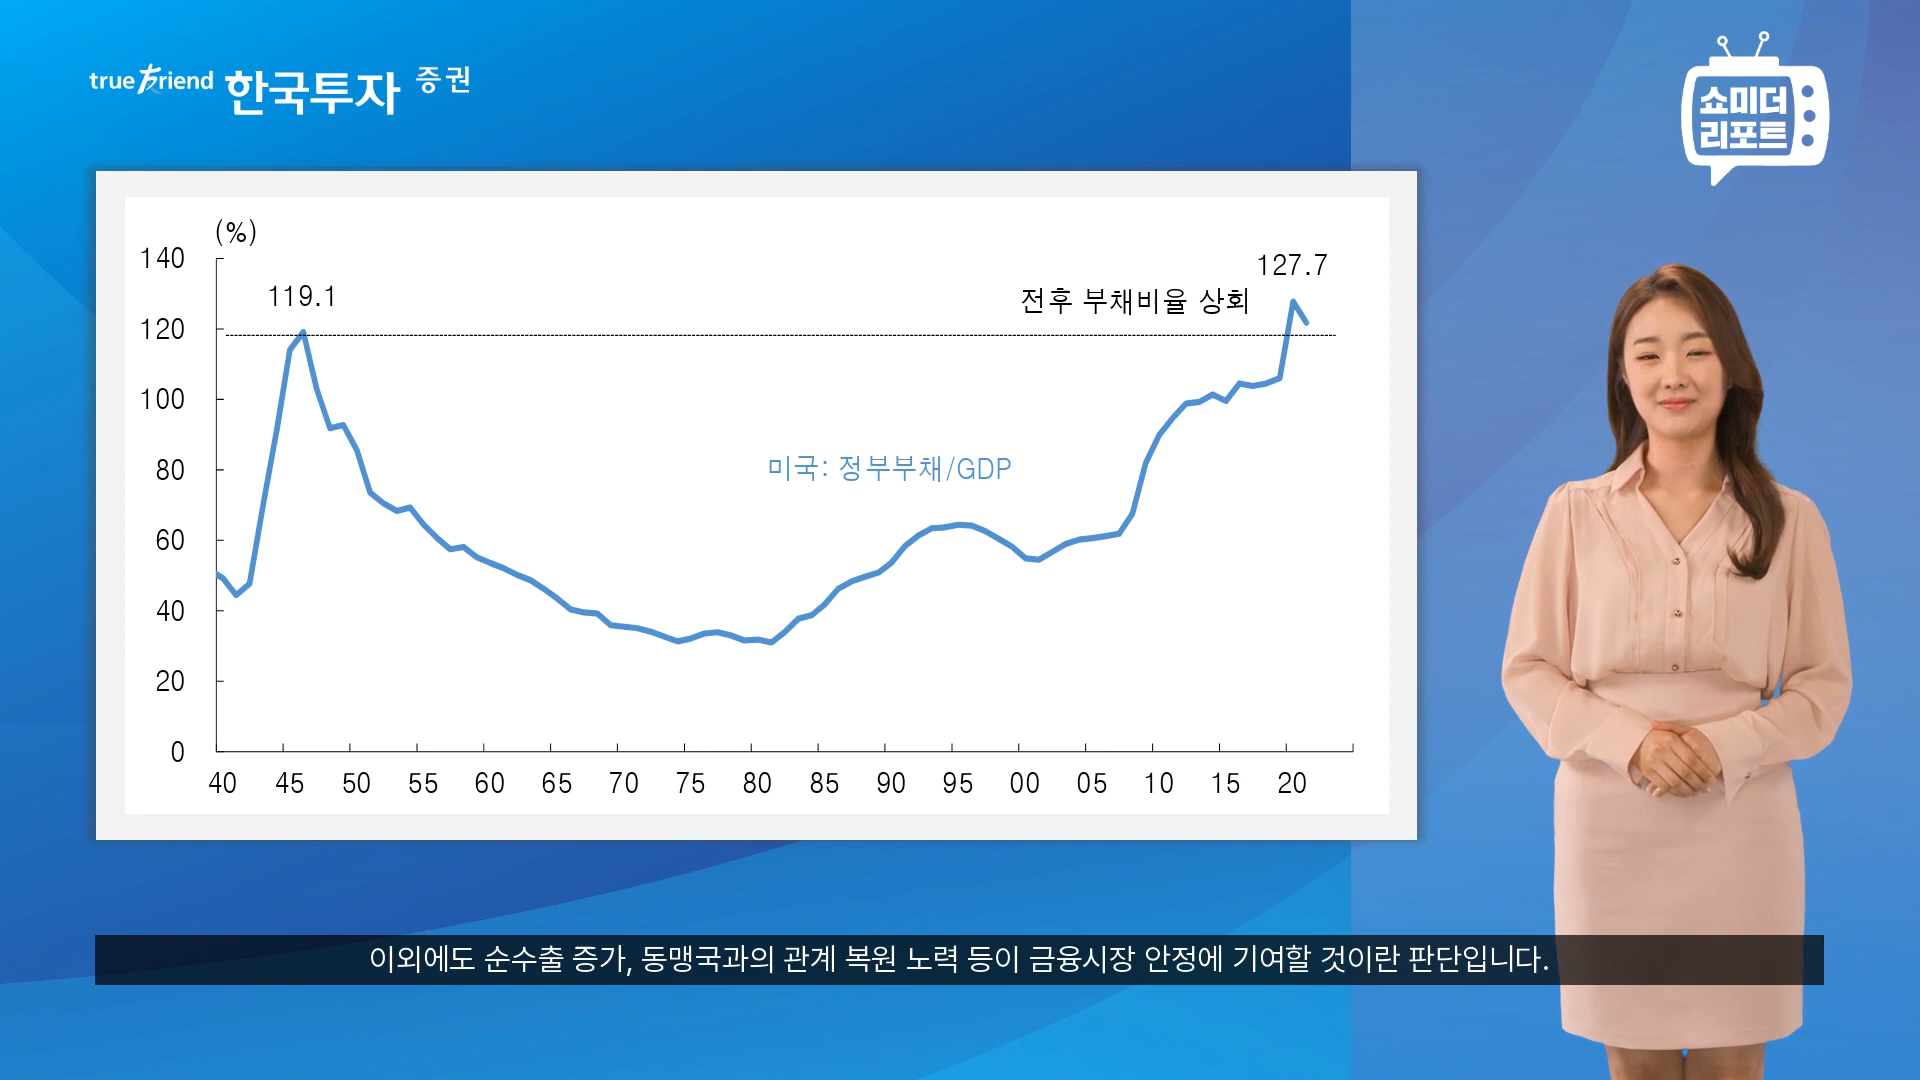 true friend 한국투자 증권
쇼미더
리포트
(%)
140
120
100
80
60
40
20
0
119.1
127.7
전후 부채비율 상회
미국: 정부부채/GDP
40 45 50 55 60 65 70 75 80 85 90 95 00 05 10 15 20
이외에도 순수출 증가, 동맹국과의 관계 복원 노력 등이 금융시장 안정에 기여할 것이란 판단입니다.